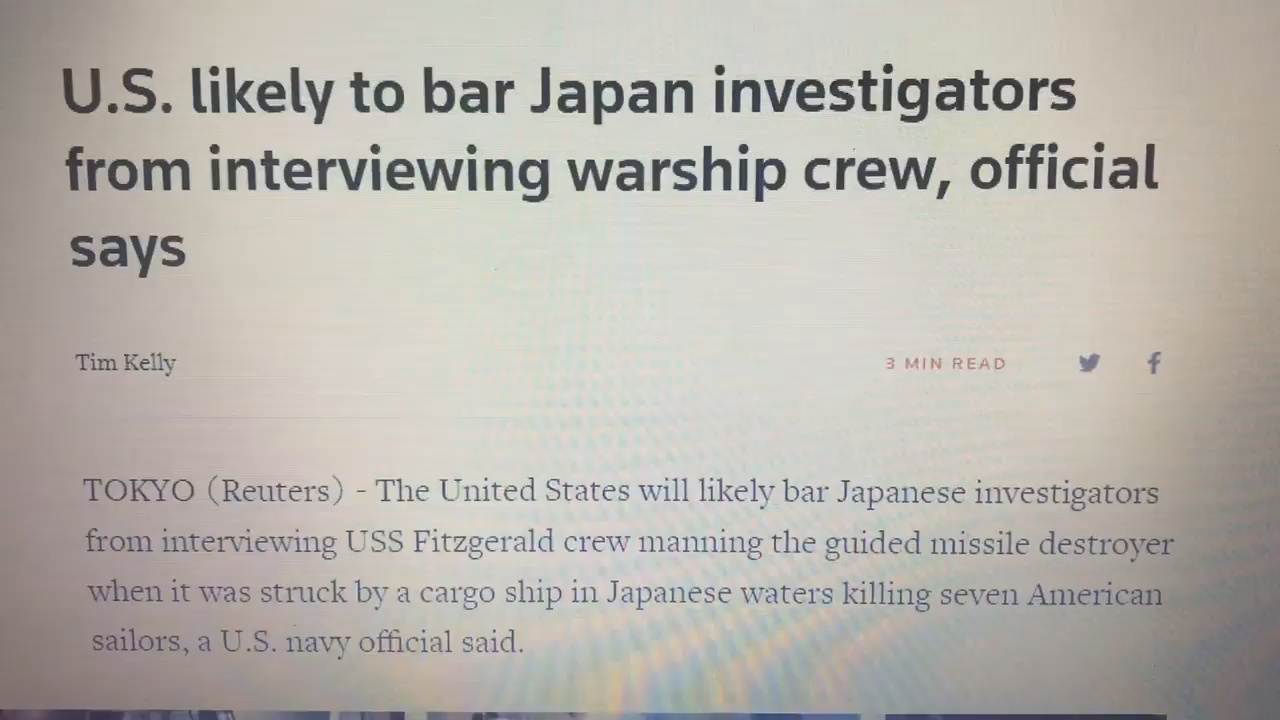 U.S. likely to bar Japan investigators
from interviewing warship crew, official
says
Tim Kelly
3 MIN READ
TOKYO (Reuters) - The United States will likely bar Japanese investigators
from interviewing USS Fitzgerald crew manning the guided missile destroyer
when it was struck by a cargo ship in Japanese waters killing seven American
sailors, a U.S. navy official said.